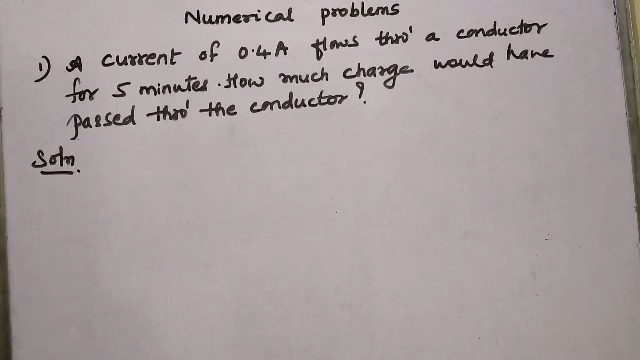 Numerical problems
1) A current of 0.4A flows thro' a conductor
for 5 minutes. How much charge would have
passed thro' the conductor?
Soln.